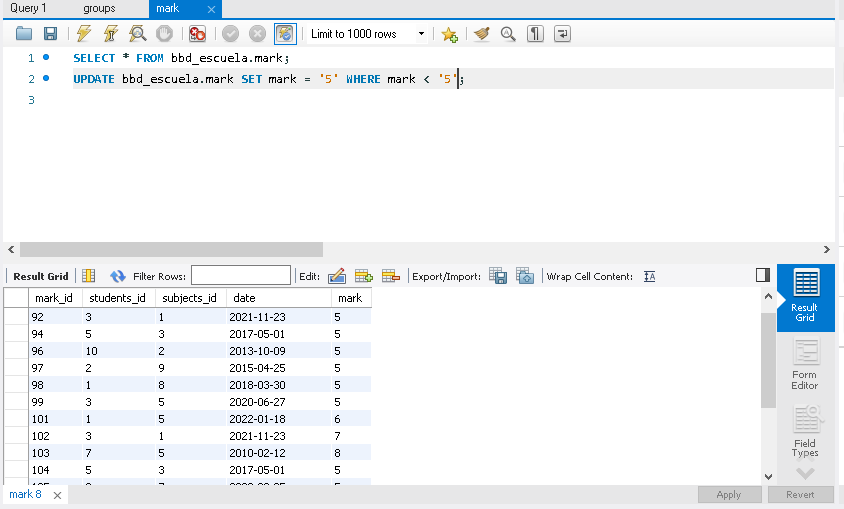 Query 1 groups mark
Limit to 1000 rows
1 SELECT * FROM bbd_escuela.mark;
2 UPDATE bbd_escuela.mark SET mark = '5' WHERE mark < '5';
3
Result Grid Filter Rows: Edit: Export/Import: Wrap Cell Content:
mark_id students_id subjects_id date mark
92 3 1 2021-11-23 5
94 5 3 2017-05-01 5
96 10 2 2013-10-09 5
97 2 9 2015-04-25 5
98 1 8 2018-03-30 5
99 3 5 2020-06-27 5
101 1 5 2022-01-18 6
102 3 1 2021-11-23 7
103 7 5 2010-02-12 8
104 5 3 2017-05-01 5
Result
Grid
Form
Editor
Field
Types
mark 8 Apply Revert